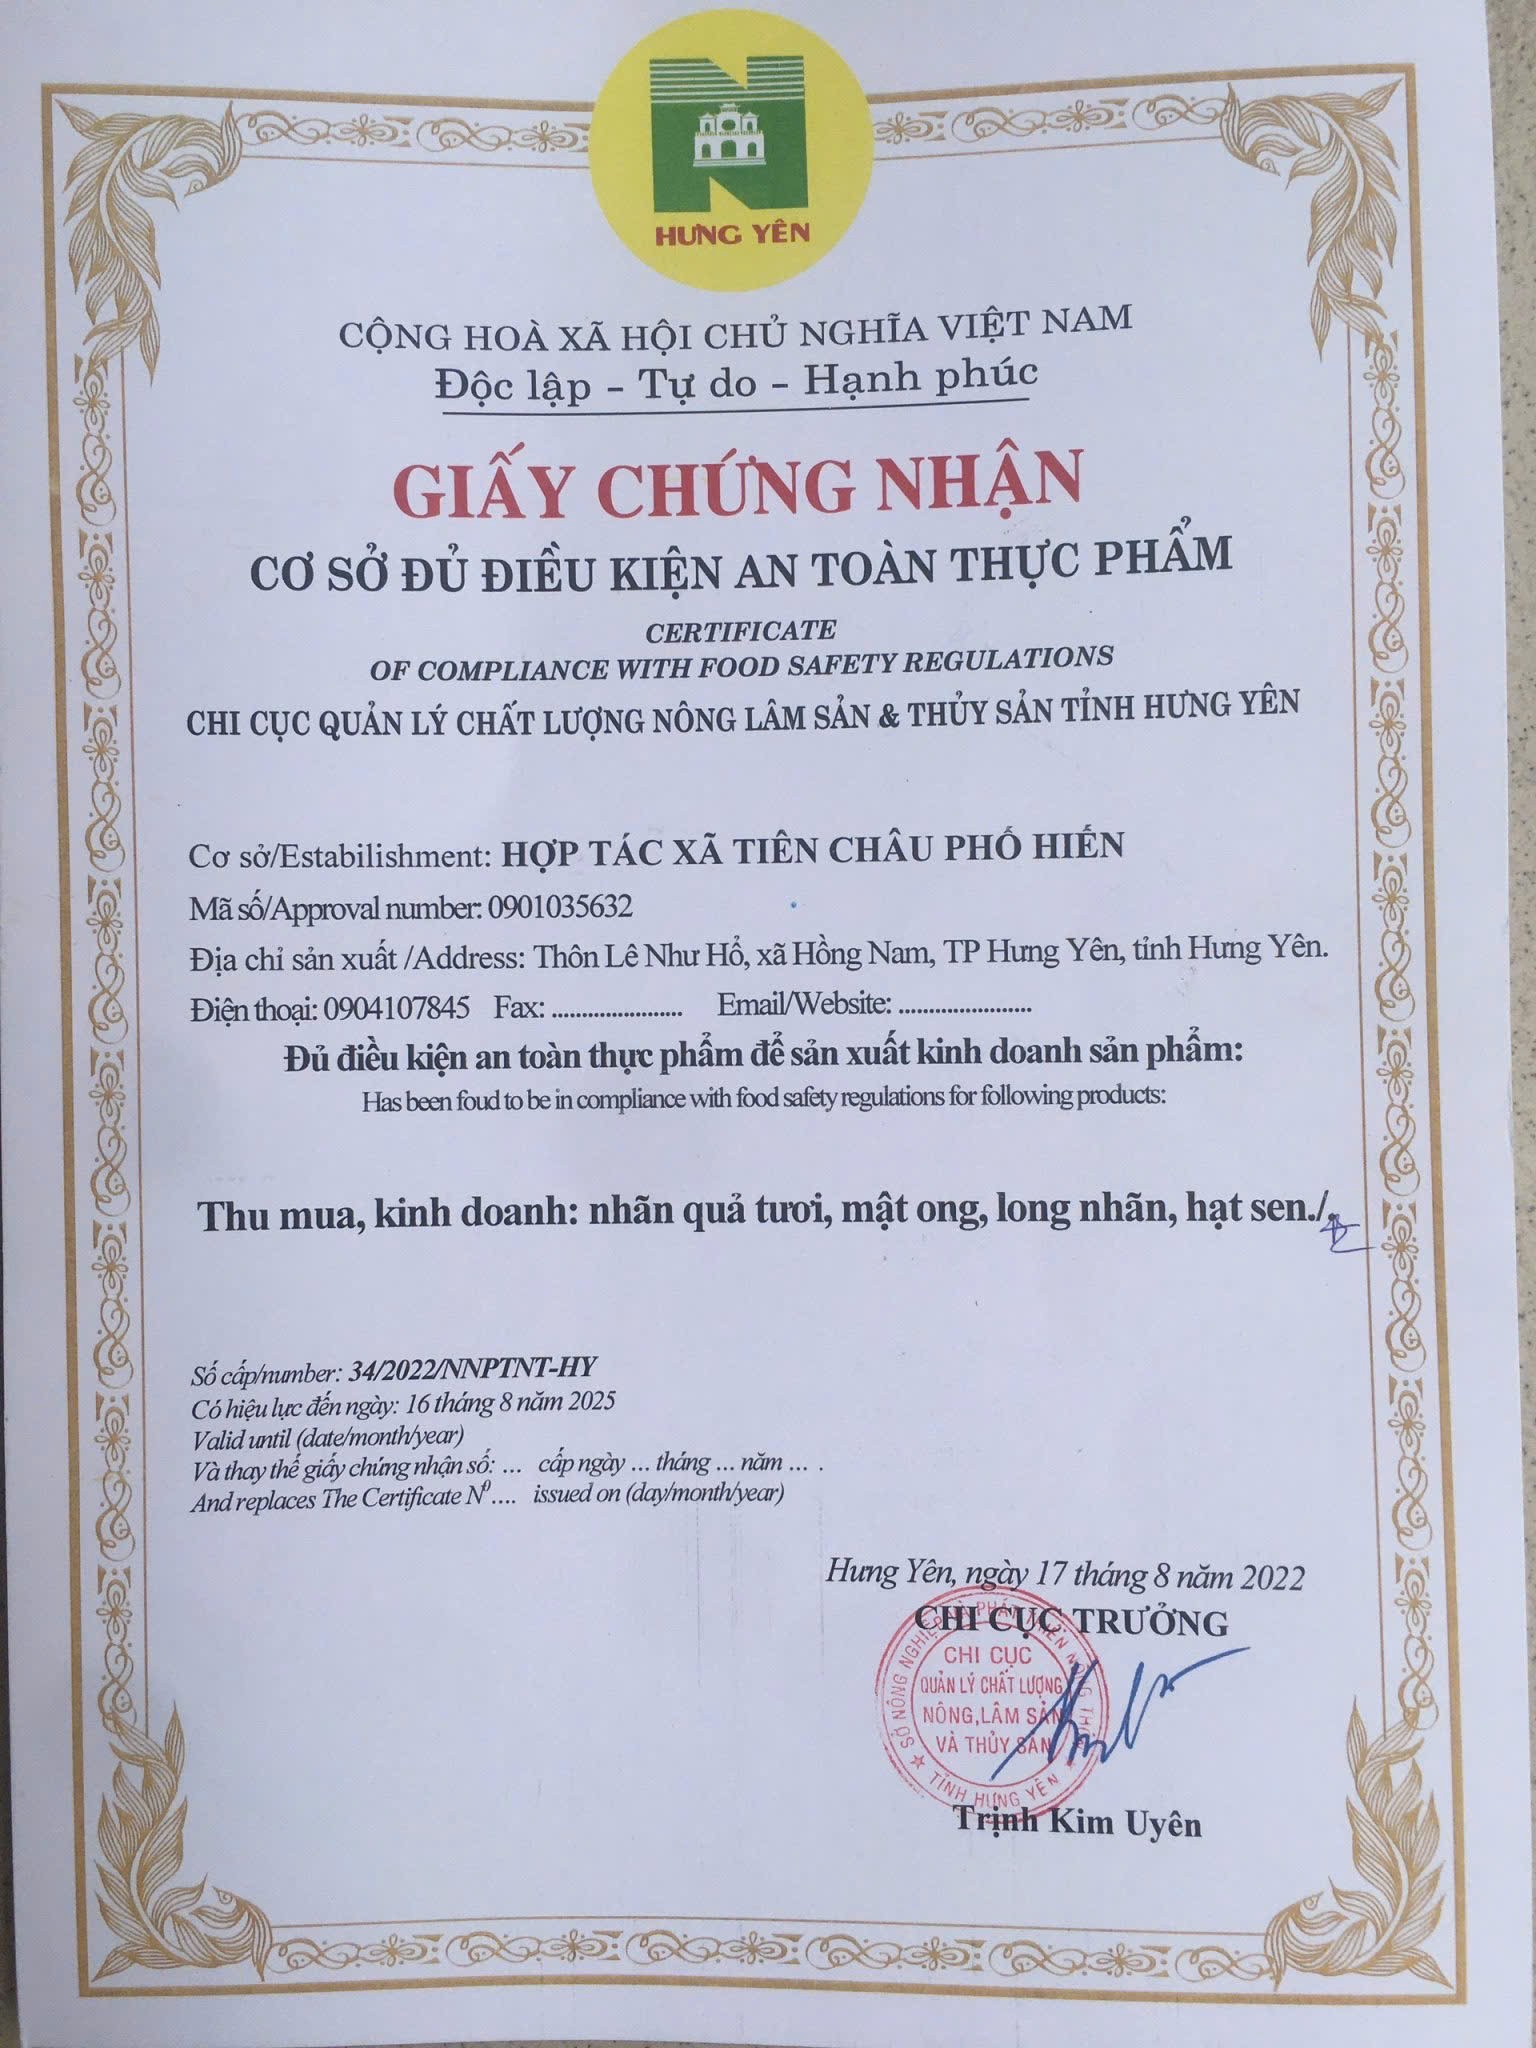 HƯNG YÊN
CỘNG HOÀ XÃ HỘI CHỦ NGHĨA VIỆT NAM
Độc lập - Tự do - Hạnh phúc
GIẤY CHỨNG NHẬN
CƠ SỞ ĐỦ ĐIỀU KIỆN AN TOÀN THỰC PHẨM
CERTIFICATE
OF COMPLIANCE WITH FOOD SAFETY REGULATIONS
CHI CỤC QUẢN LÝ CHẤT LƯỢNG NÔNG LÂM SẢN & THỦY SẢN TỈNH HƯNG YÊN
Cơ sở/Estabilishment: HỢP TÁC XÃ TIÊN CHÂU PHỐ HIẾN
Mã số/Approval number: 0901035632
Địa chỉ sản xuất /Address: Thôn Lê Như Hổ, xã Hồng Nam, TP Hưng Yên, tỉnh Hưng Yên.
Điện thoại: 0904107845 Fax: ...................... Email/Website: ......................
Đủ điều kiện an toàn thực phẩm để sản xuất kinh doanh sản phẩm:
Has been foud to be in compliance with food safety regulations for following products:
Thu mua, kinh doanh: nhãn quả tươi, mật ong, long nhãn, hạt sen./.
Số cấp/number: 34/2022/NNPTNT-HY
Có hiệu lực đến ngày: 16 tháng 8 năm 2025
Valid until (date/month/year)
Và thay thế giấy chứng nhận số: ... cấp ngày ... tháng ... năm ... .
And replaces The Certificate Nº.... issued on (day/month/year)
Hưng Yên, ngày 17 tháng 8 năm 2022
CHI CỤC TRƯỞNG
SỞ NÔNG NGHIỆP VÀ PHÁT TRIỂN NÔNG THÔN
CHI CỤC
QUẢN LÝ CHẤT LƯỢNG
NÔNG, LÂM SẢN
VÀ THỦY SẢN
TỈNH HƯNG YÊN
Trịnh Kim Uyên